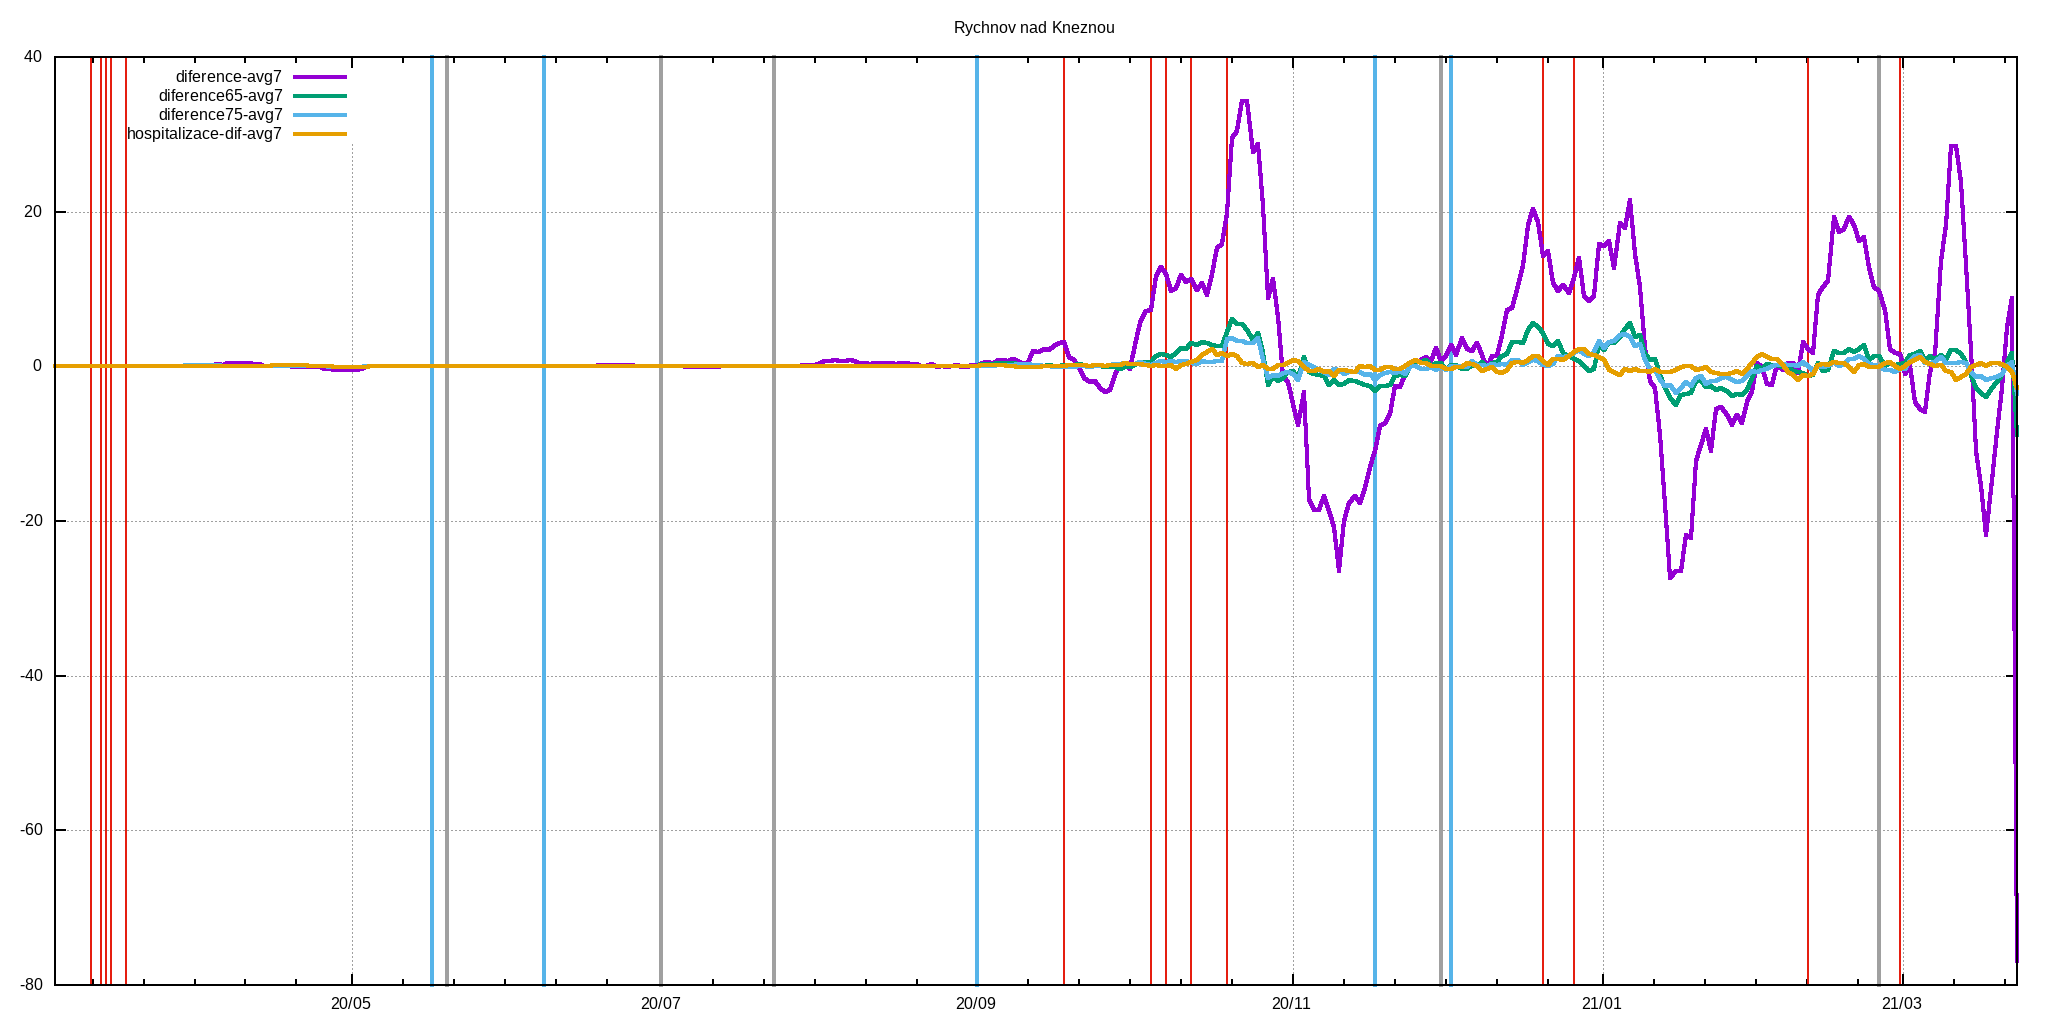 Rychnov nad Kneznou
40
20
0
-20
-40
-60
-80
diference-avg7
diference65-avg7
diference75-avg7
hospitalizace-dif-avg7
20/05
20/07
20/09
20/11
21/01
21/03